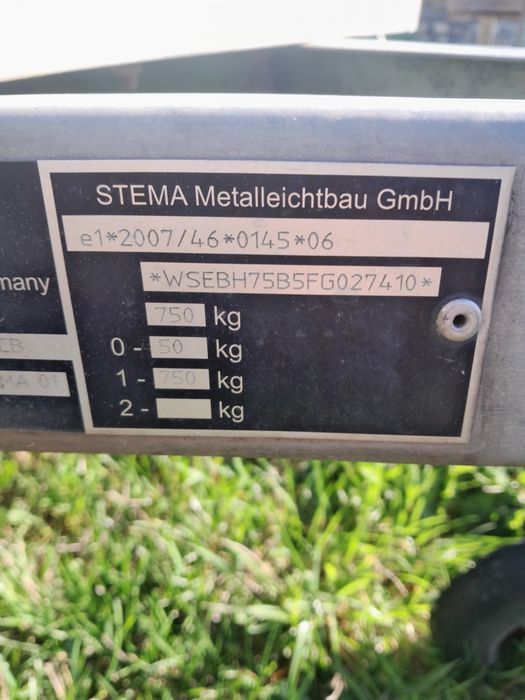 STEMA Metalleichtbau GmbH
e1*2007/46*0145*06
many
*WSEBH75B5FG027410*
750 kg
0 - 50 kg
CB
1 - 750 kg
MA 01
2 - kg